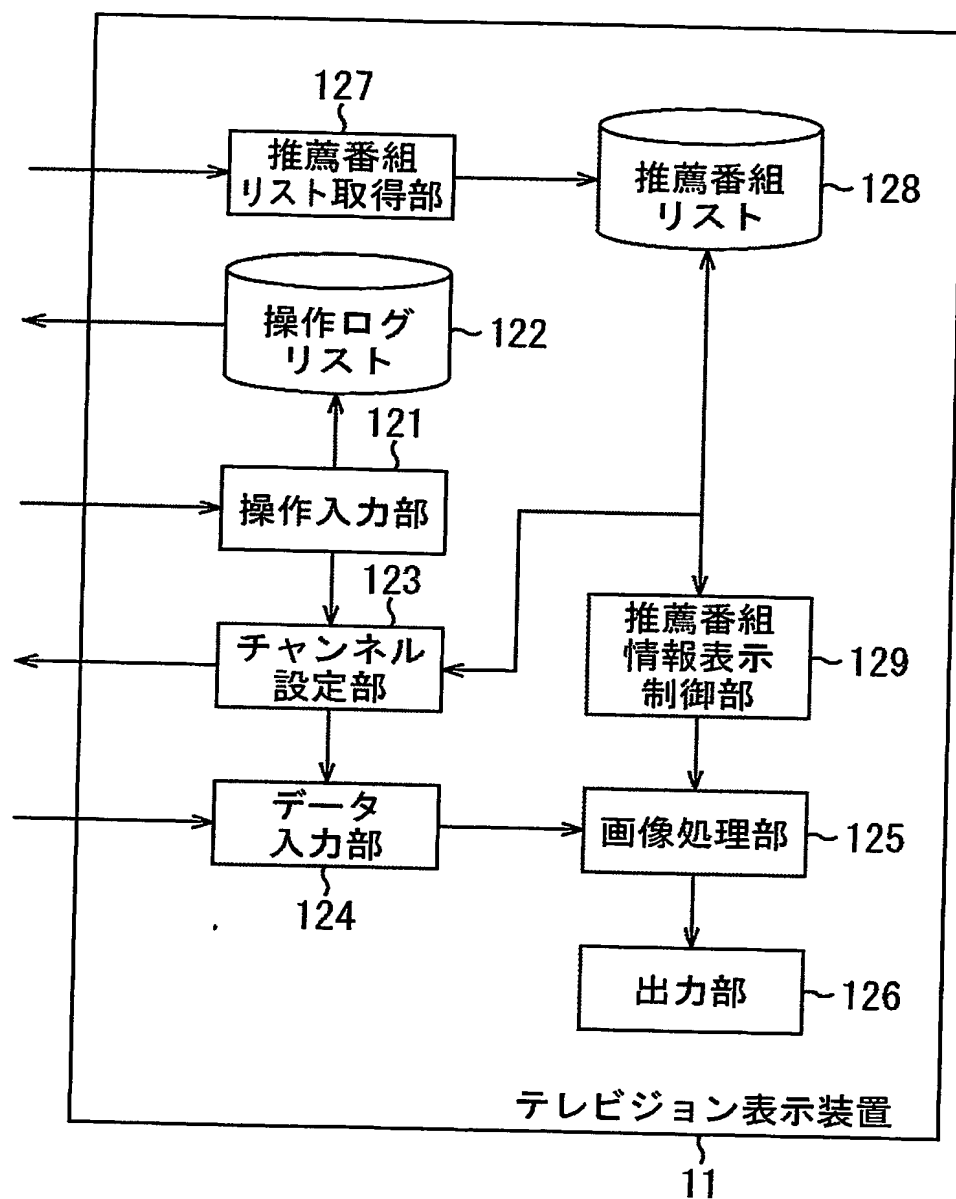 127
推薦番組
リスト取得部
推薦番組
リスト
128
操作ログ
リスト
122
121
操作入力部
123
チャンネル
設定部
推薦番組
情報表示
制御部
129
データ
入力部
124
画像処理部
125
出力部
126
テレビジョン表示装置
11